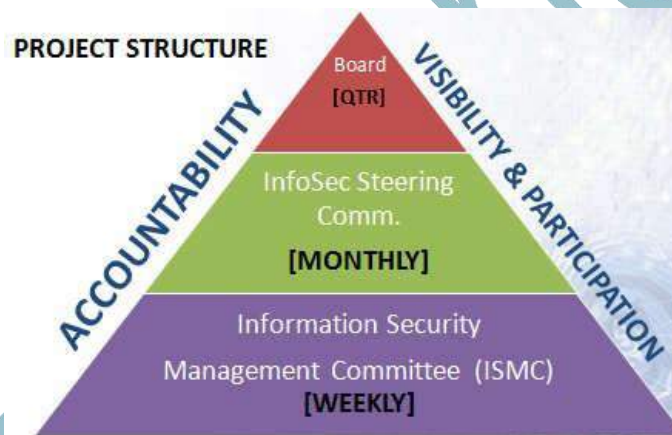 PROJECT STRUCTURE
Board
[QTR]
ACCOUNTABILITY
VISIBILITY & PARTICIPATION
InfoSec Steering
Comm.
[MONTHLY]
Information Security
Management Committee (ISMC)
[WEEKLY]